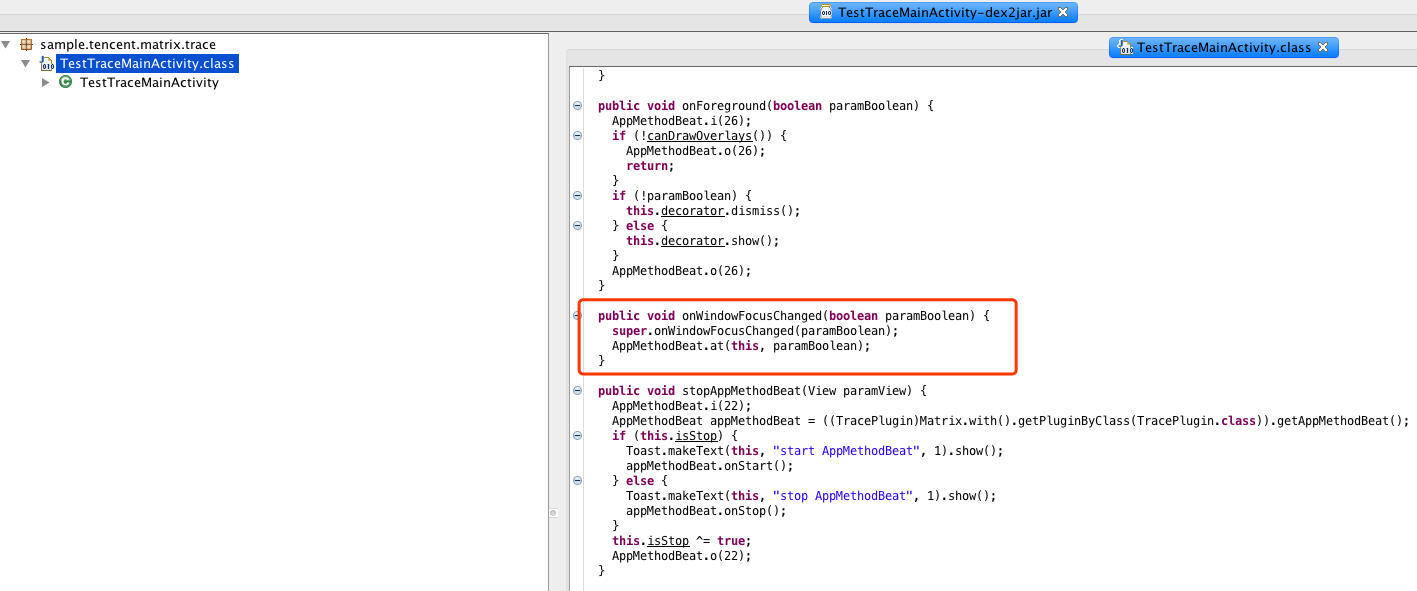 TestTraceMainActivity-dex2jar.jar
sample.tencent.matrix.trace
TestTraceMainActivity.class
TestTraceMainActivity
TestTraceMainActivity.class
}
public void onForeground(boolean paramBoolean) {
AppMethodBeat.i(26);
if (!canDrawOverlays()) {
AppMethodBeat.o(26);
return;
}
if (!paramBoolean) {
this.decorator.dismiss();
} else {
this.decorator.show();
}
AppMethodBeat.o(26);
}
public void onWindowFocusChanged(boolean paramBoolean) {
super.onWindowFocusChanged(paramBoolean);
AppMethodBeat.at(this, paramBoolean);
}
public void stopAppMethodBeat(View paramView) {
AppMethodBeat.i(22);
AppMethodBeat appMethodBeat = ((TracePlugin)Matrix.with().getPluginByClass(TracePlugin.class)).getAppMethodBeat();
if (this.isStop) {
Toast.makeText(this, "start AppMethodBeat", 1).show();
appMethodBeat.onStart();
} else {
Toast.makeText(this, "stop AppMethodBeat", 1).show();
appMethodBeat.onStop();
}
this.isStop ^= true;
AppMethodBeat.o(22);
}